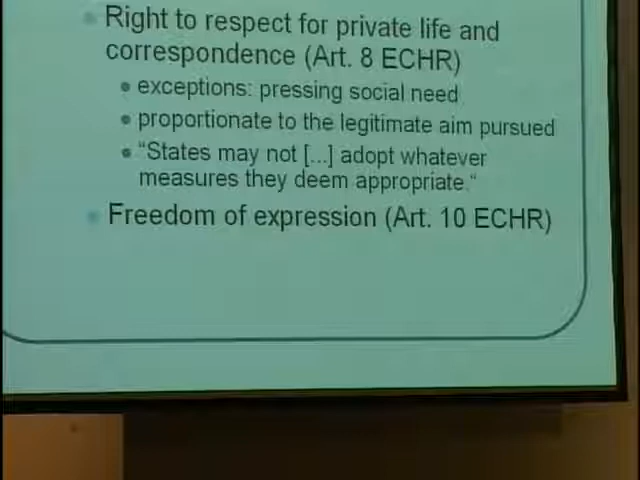 Right to respect for private life and
correspondence (Art. 8 ECHR)
exceptions: pressing social need
proportionate to the legitimate aim pursued
“States may not [...] adopt whatever
measures they deem appropriate.“
Freedom of expression (Art. 10 ECHR)